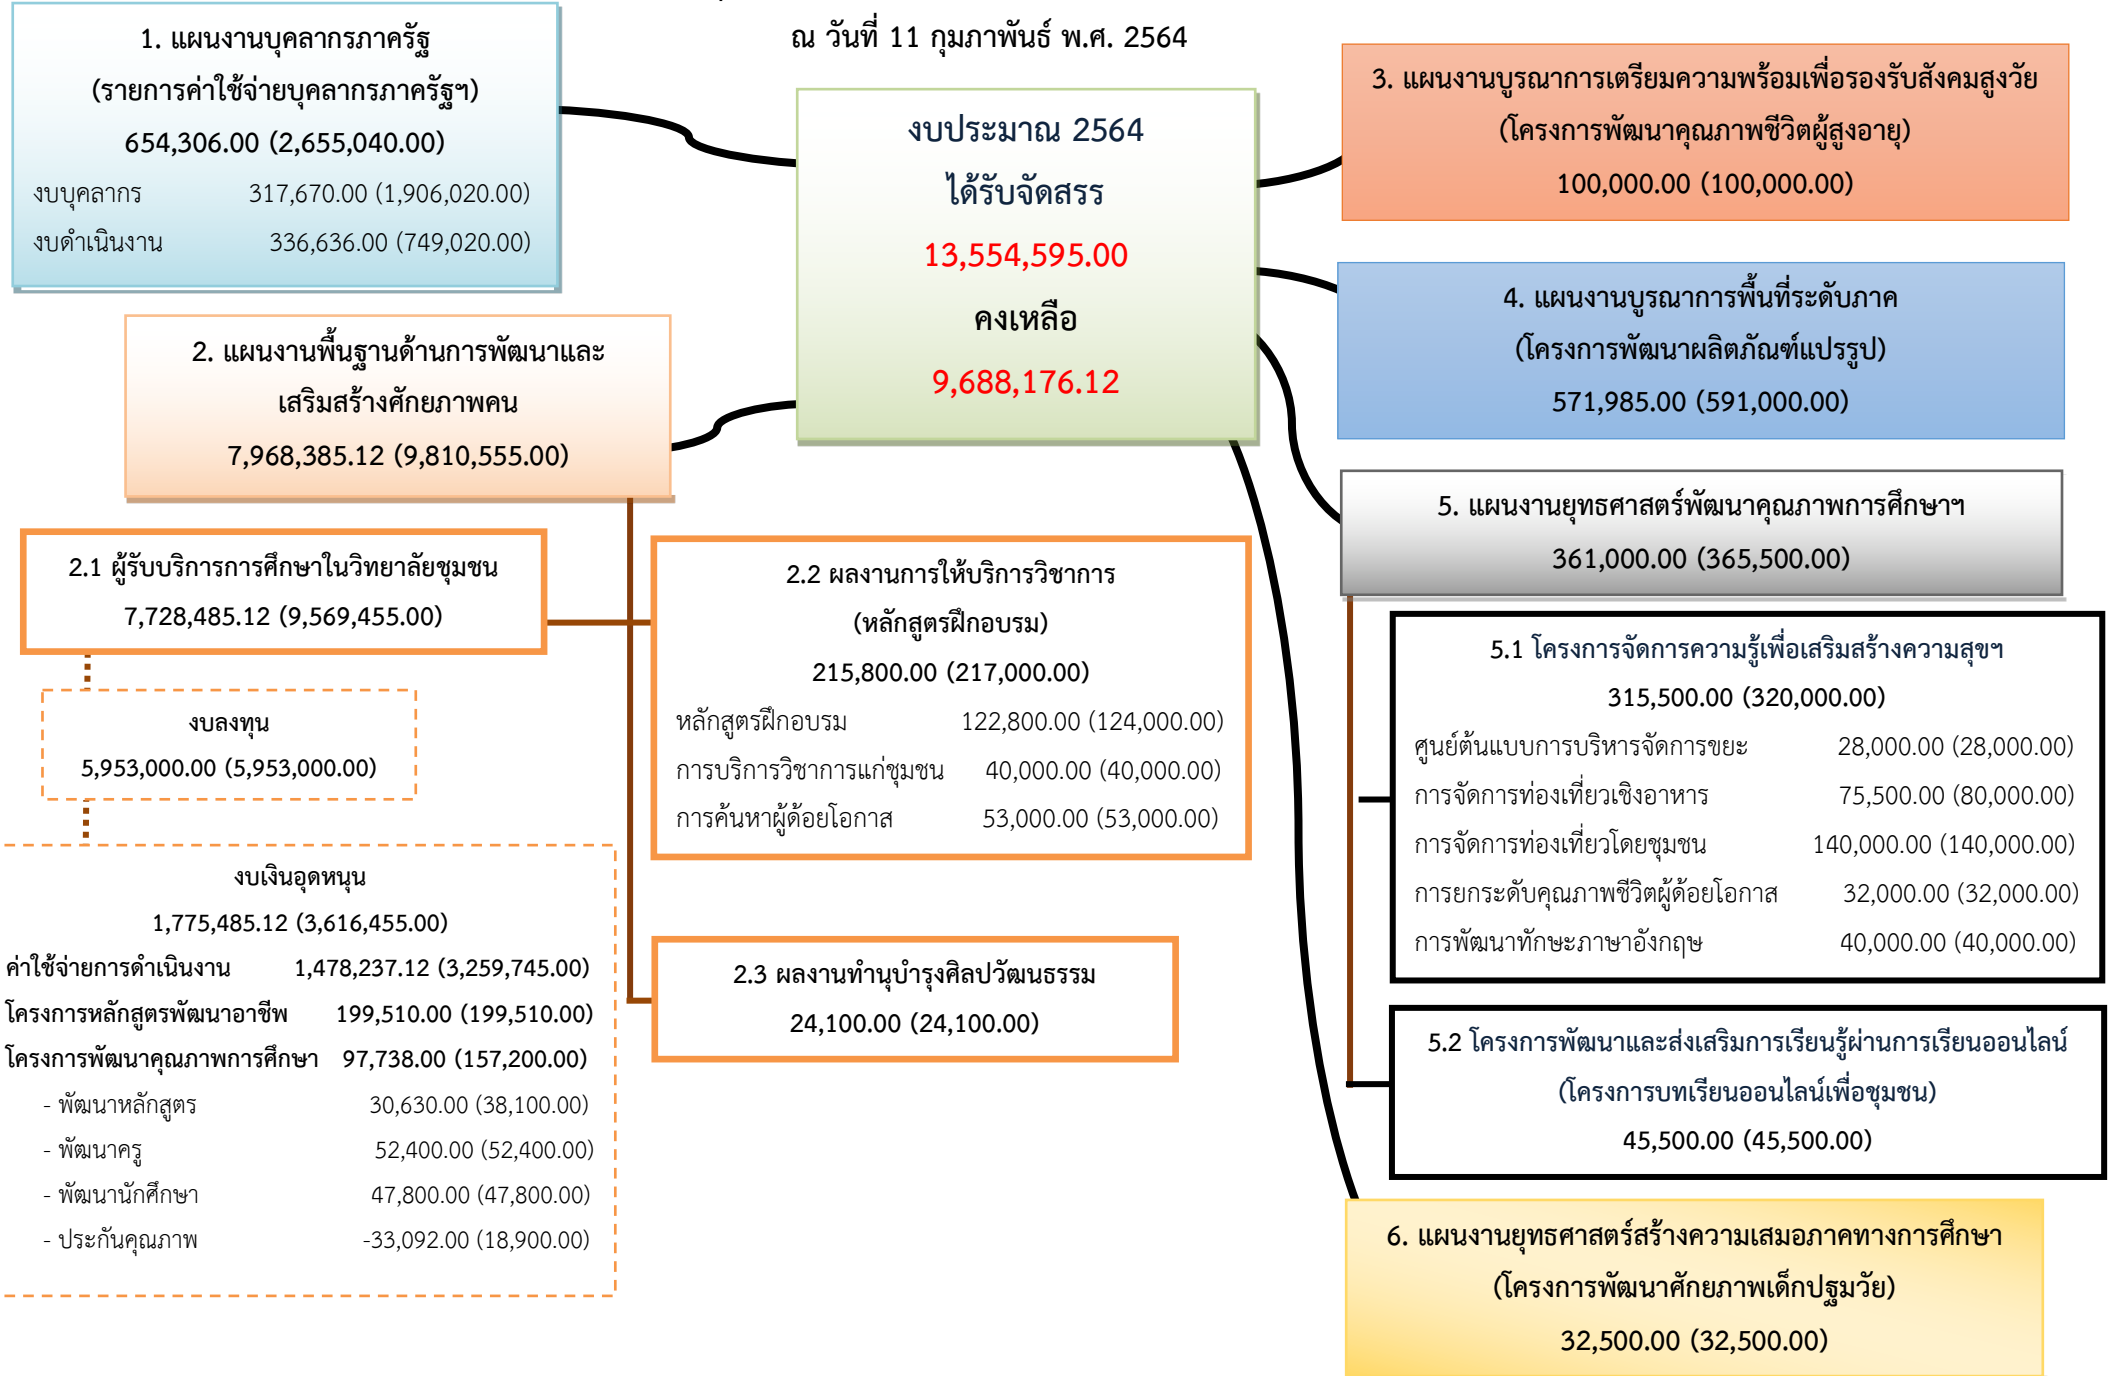 ณ วันที่ 11 กุมภาพันธ์ พ.ศ. 2564
งบประมาณ 2564
ได้รับจัดสรร
13,554,595.00
คงเหลือ
9,688,176.12
1. แผนงานบุคลากรภาครัฐ
(รายการค่าใช้จ่ายบุคลากรภาครัฐฯ)
654,306.00 (2,655,040.00)
งบบุคลากร 317,670.00 (1,906,020.00)
งบดำเนินงาน 336,636.00 (749,020.00)
2. แผนงานพื้นฐานด้านการพัฒนาและ
เสริมสร้างศักยภาพคน
7,968,385.12 (9,810,555.00)
2.1 ผู้รับบริการการศึกษาในวิทยาลัยชุมชน
7,728,485.12 (9,569,455.00)
งบลงทุน
5,953,000.00 (5,953,000.00)
งบเงินอุดหนุน
1,775,485.12 (3,616,455.00)
ค่าใช้จ่ายการดำเนินงาน 1,478,237.12 (3,259,745.00)
โครงการหลักสูตรพัฒนาอาชีพ 199,510.00 (199,510.00)
โครงการพัฒนาคุณภาพการศึกษา 97,738.00 (157,200.00)
- พัฒนาหลักสูตร 30,630.00 (38,100.00)
- พัฒนาครู 52,400.00 (52,400.00)
- พัฒนานักศึกษา 47,800.00 (47,800.00)
- ประกันคุณภาพ -33,092.00 (18,900.00)
2.2 ผลงานการให้บริการวิชาการ
(หลักสูตรฝึกอบรม)
215,800.00 (217,000.00)
หลักสูตรฝึกอบรม 122,800.00 (124,000.00)
การบริการวิชาการแก่ชุมชน 40,000.00 (40,000.00)
การค้นหาผู้ด้อยโอกาส 53,000.00 (53,000.00)
2.3 ผลงานทำนุบำรุงศิลปวัฒนธรรม
24,100.00 (24,100.00)
3. แผนงานบูรณาการเตรียมความพร้อมเพื่อรองรับสังคมสูงวัย
(โครงการพัฒนาคุณภาพชีวิตผู้สูงอายุ)
100,000.00 (100,000.00)
4. แผนงานบูรณาการพื้นที่ระดับภาค
(โครงการพัฒนาผลิตภัณฑ์แปรรูป)
571,985.00 (591,000.00)
5. แผนงานยุทธศาสตร์พัฒนาคุณภาพการศึกษาฯ
361,000.00 (365,500.00)
5.1 โครงการจัดการความรู้เพื่อเสริมสร้างความสุขฯ
315,500.00 (320,000.00)
ศูนย์ต้นแบบการบริหารจัดการขยะ 28,000.00 (28,000.00)
การจัดการท่องเที่ยวเชิงอาหาร 75,500.00 (80,000.00)
การจัดการท่องเที่ยวโดยชุมชน 140,000.00 (140,000.00)
การยกระดับคุณภาพชีวิตผู้ด้อยโอกาส 32,000.00 (32,000.00)
การพัฒนาทักษะภาษาอังกฤษ 40,000.00 (40,000.00)
5.2 โครงการพัฒนาและส่งเสริมการเรียนรู้ผ่านการเรียนออนไลน์
(โครงการบทเรียนออนไลน์เพื่อชุมชน)
45,500.00 (45,500.00)
6. แผนงานยุทธศาสตร์สร้างความเสมอภาคทางการศึกษา
(โครงการพัฒนาศักยภาพเด็กปฐมวัย)
32,500.00 (32,500.00)